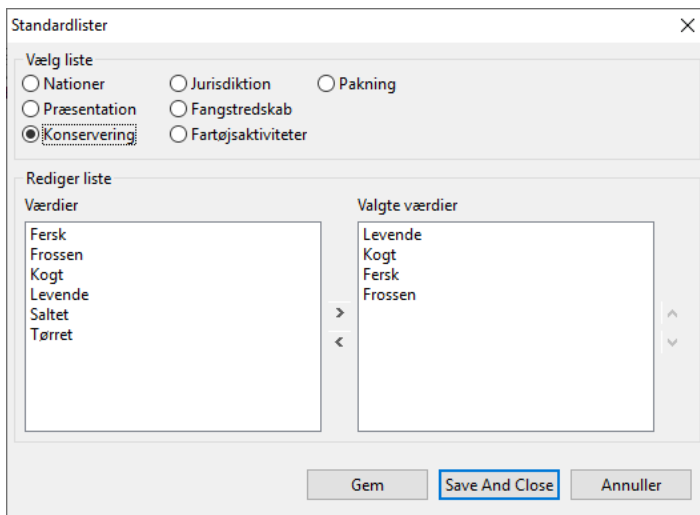 Standardlister
Vælg liste
Nationer Jurisdiktion Pakning
Præsentation Fangstredskab
Konservering Fartøjsaktiviteter
Rediger liste
Værdier Valgte værdier
Fersk Levende
Frossen Kogt
Kogt Fersk
Levende Frossen
Saltet
Tørret
Gem Save And Close Annuller